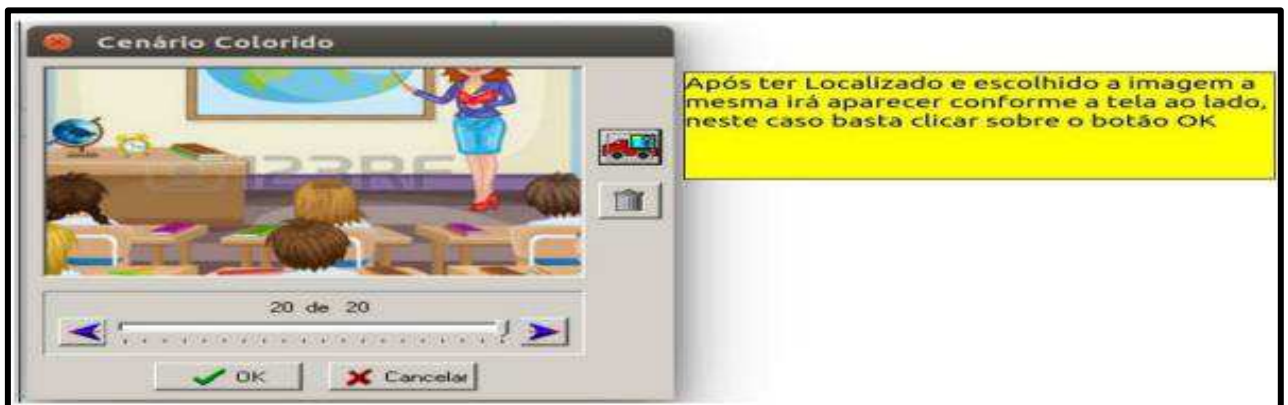 Cenário Colorido
Após ter Localizado e escolhido a imagem a
mesma irá aparecer conforme a tela ao lado,
neste caso basta clicar sobre o botão OK
123RF
20 de 20
OK
Cancelar